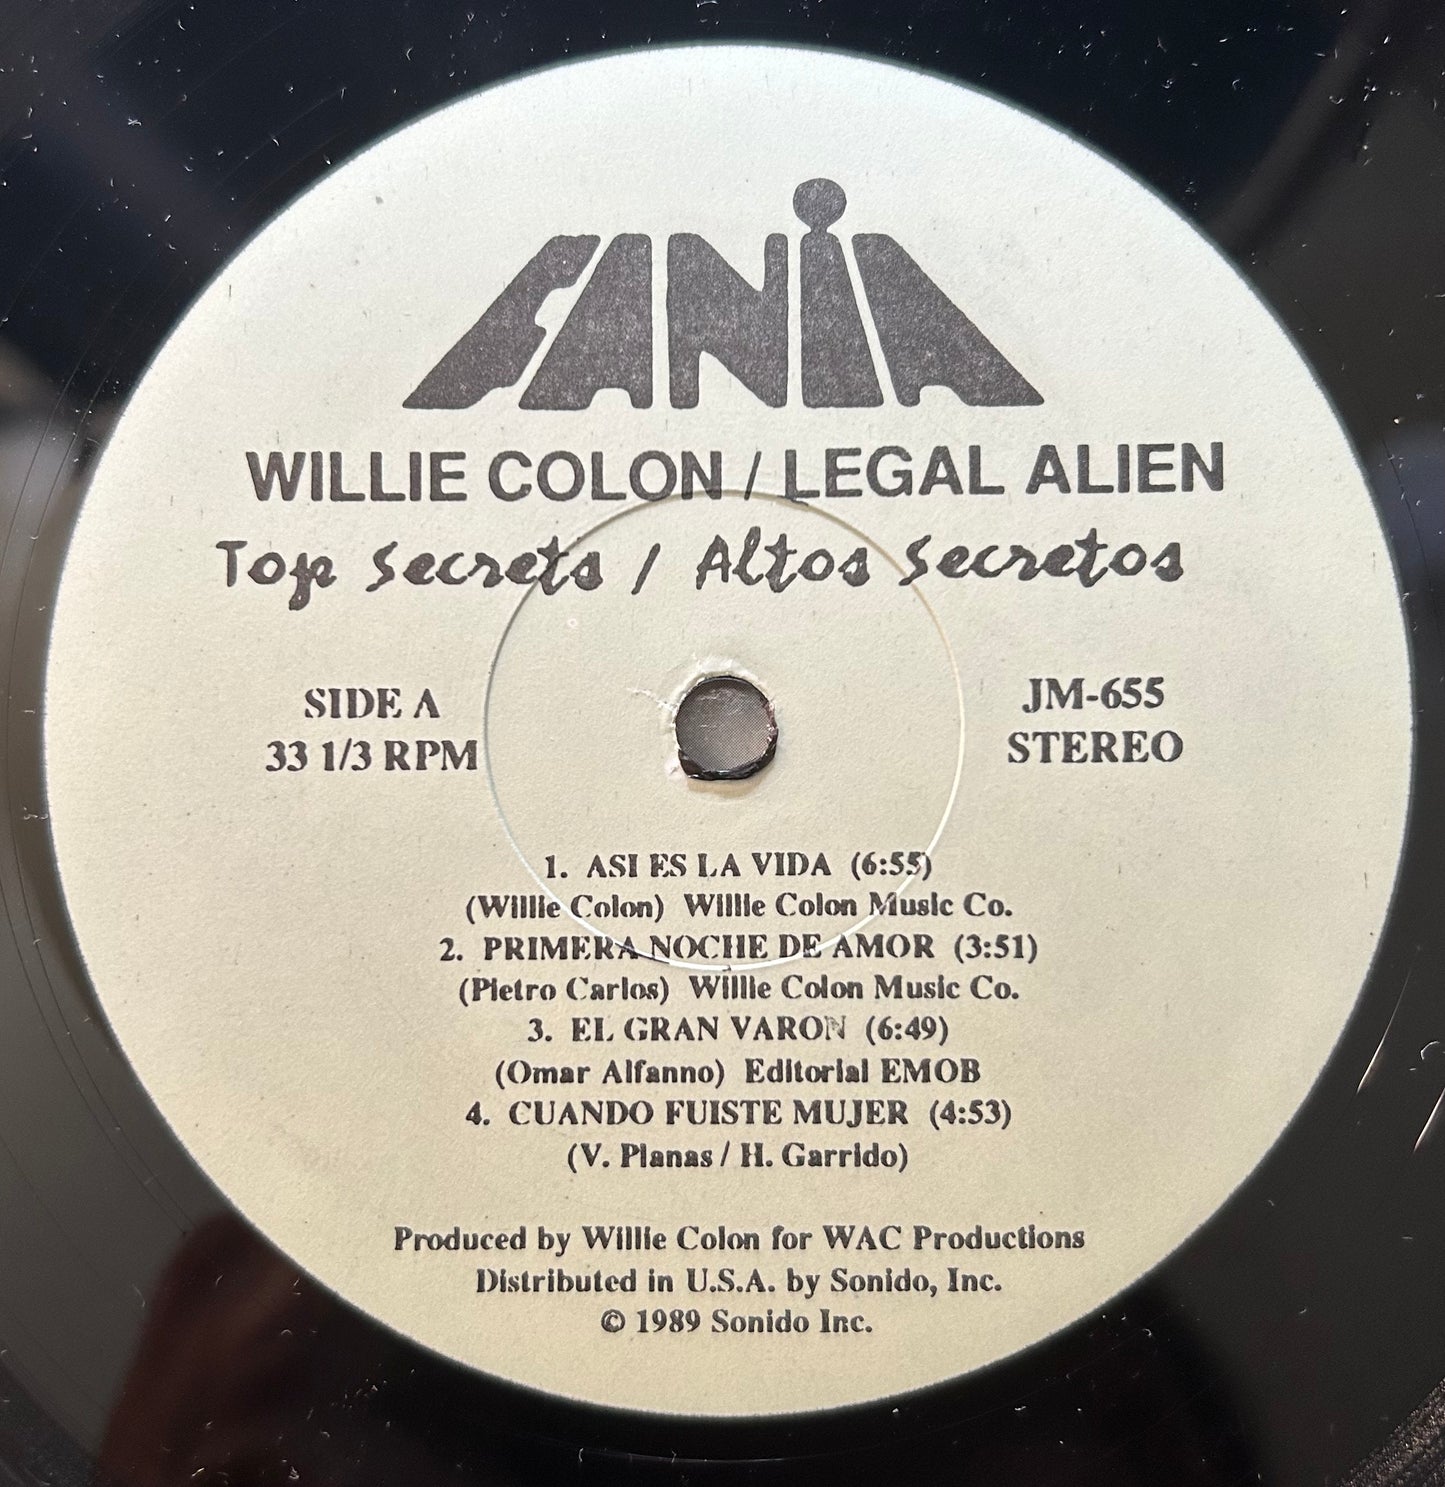 FANiA
WILLIE COLON / LEGAL ALIEN
Top Secrets / Altos Secretos
SIDE A
33 1/3 RPM
JM-655
STEREO
1. ASI ES LA VIDA (6:55)
(Willie Colon) Willie Colon Music Co.
2. PRIMERA NOCHE DE AMOR (3:51)
(Pietro Carlos) Willie Colon Music Co.
3. EL GRAN VARON (6:49)
(Omar Alfanno) Editorial EMOB
4. CUANDO FUISTE MUJER (4:53)
(V. Planas / H. Garrido)
Produced by Willie Colon for WAC Productions
Distributed in U.S.A. by Sonido, Inc.
© 1989 Sonido Inc.